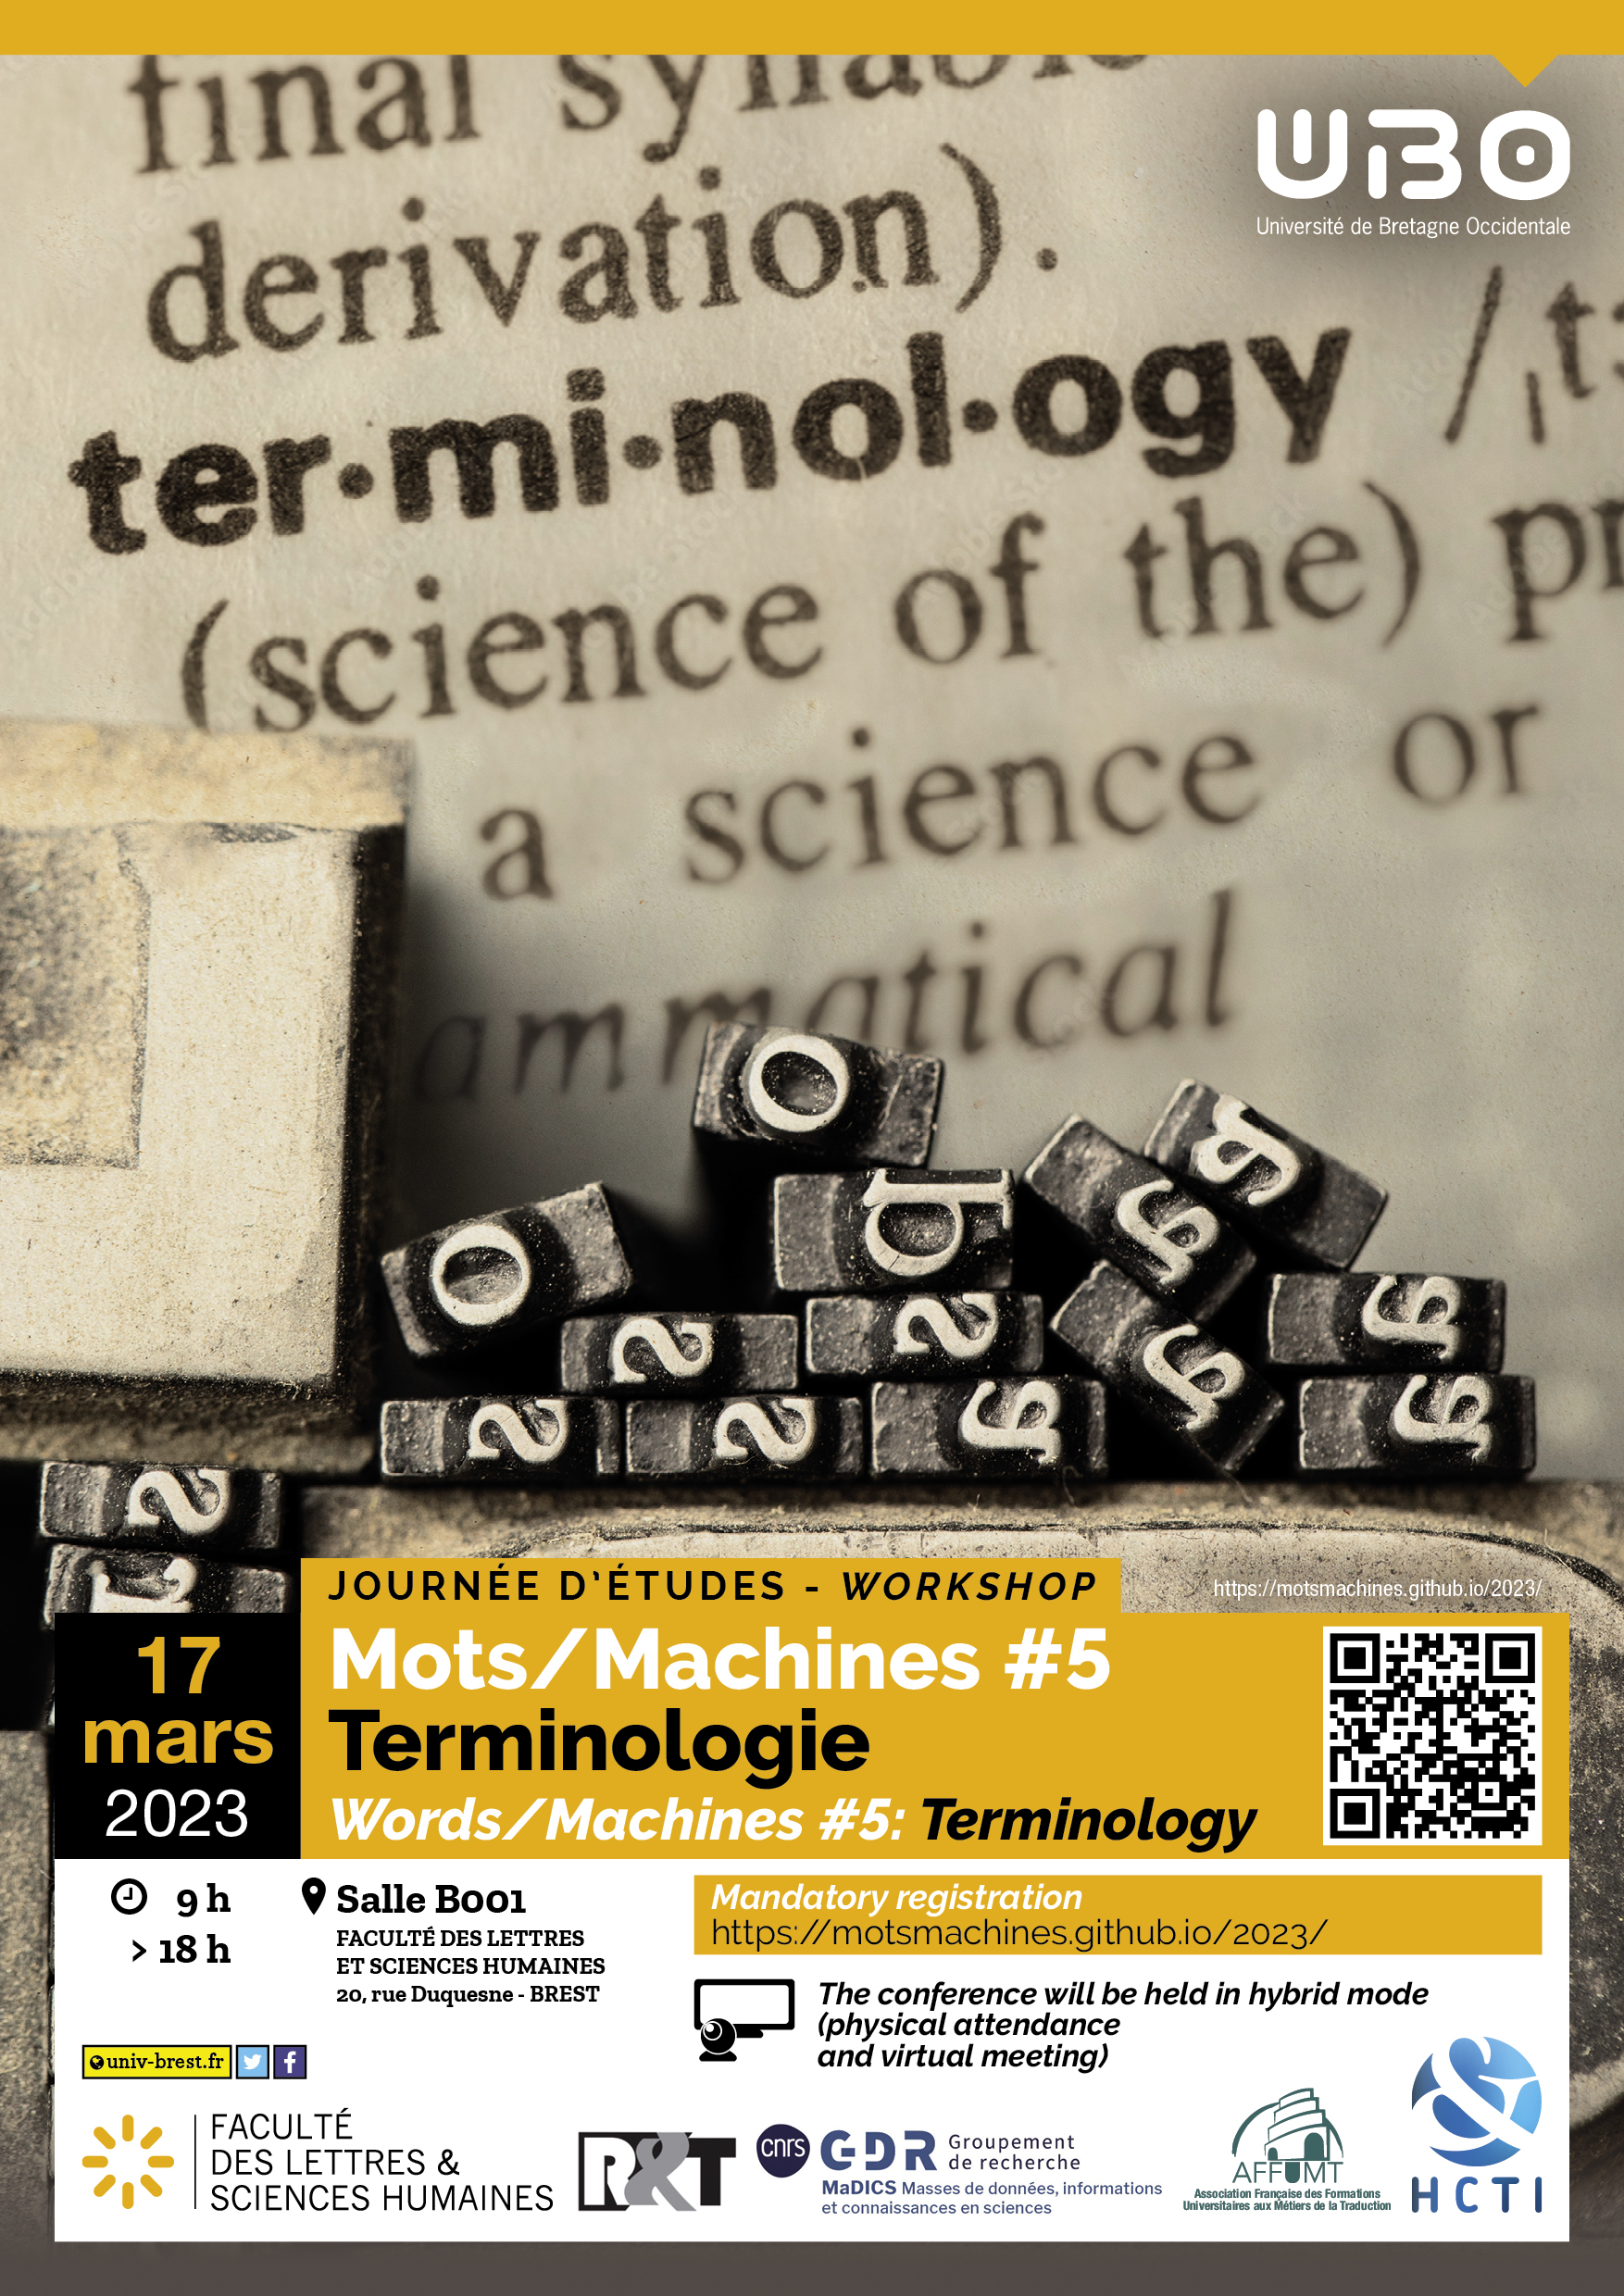 final syllable
UBO
Université de Bretagne Occidentale
derivation).
ter·mi·nol·ogy /ˌtɜ
(science of the) pr
a science or
ammatical
JOURNÉE D'ÉTUDES - WORKSHOP
https://motsmachines.github.io/2023/
17
mars
2023
Mots/Machines #5
Terminologie
Words/Machines #5: Terminology
9 h
> 18 h
Salle B001
FACULTÉ DES LETTRES
ET SCIENCES HUMAINES
20, rue Duquesne - BREST
Mandatory registration
https://motsmachines.github.io/2023/
The conference will be held in hybrid mode
(physical attendance
and virtual meeting)
univ-brest.fr
FACULTÉ
DES LETTRES &
SCIENCES HUMAINES
R&T
cnrs
GDR Groupement
de recherche
MaDICS Masses de données, informations
et connaissances en sciences
AFFUMT
Association Française des Formations
Universitaires aux Métiers de la Traduction
HCTI